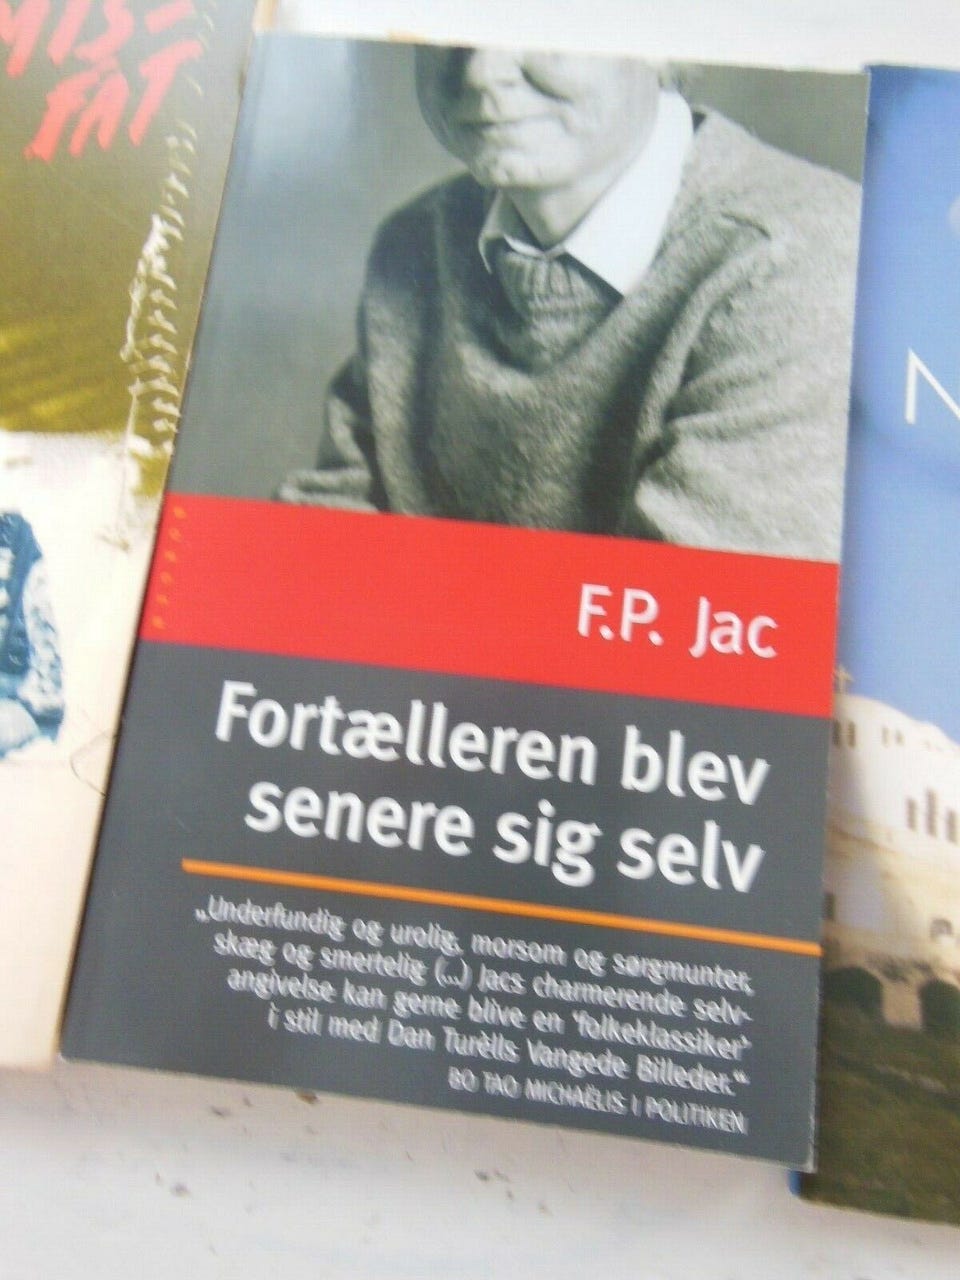 MIS-
FAT
F.P. Jac
Fortælleren blev
senere sig selv
„Underfundig og urolig, morsom og sørgmunter,
skæg og smertelig (...) Jacs charmerende selv-
angivelse kan gerne blive en 'folkeklassiker'
i stil med Dan Turèlls Vangede Billeder.“
BO TAO MICHAËLIS I POLITIKEN
N